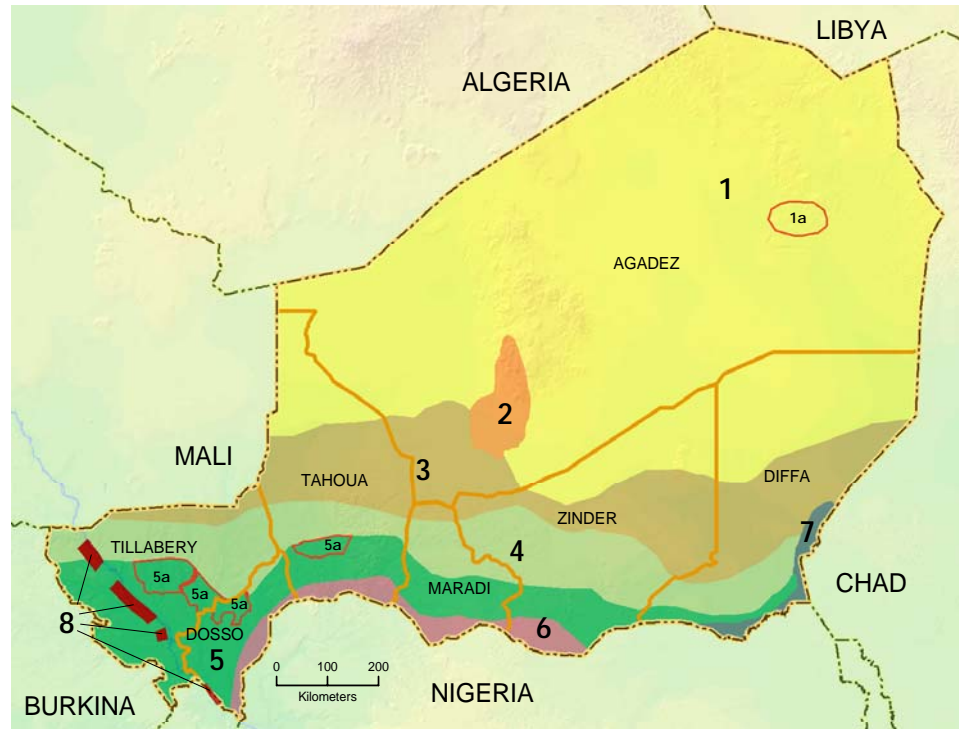 LIBYA
ALGERIA
1
1a
AGADEZ
2
MALI
3
TAHOUA
DIFFA
ZINDER
7
TILLABERY
5a
4
CHAD
5a
5a
5a
MARADI
8
DOSSO
6
5
0 100 200
Kilometers
NIGERIA
BURKINA